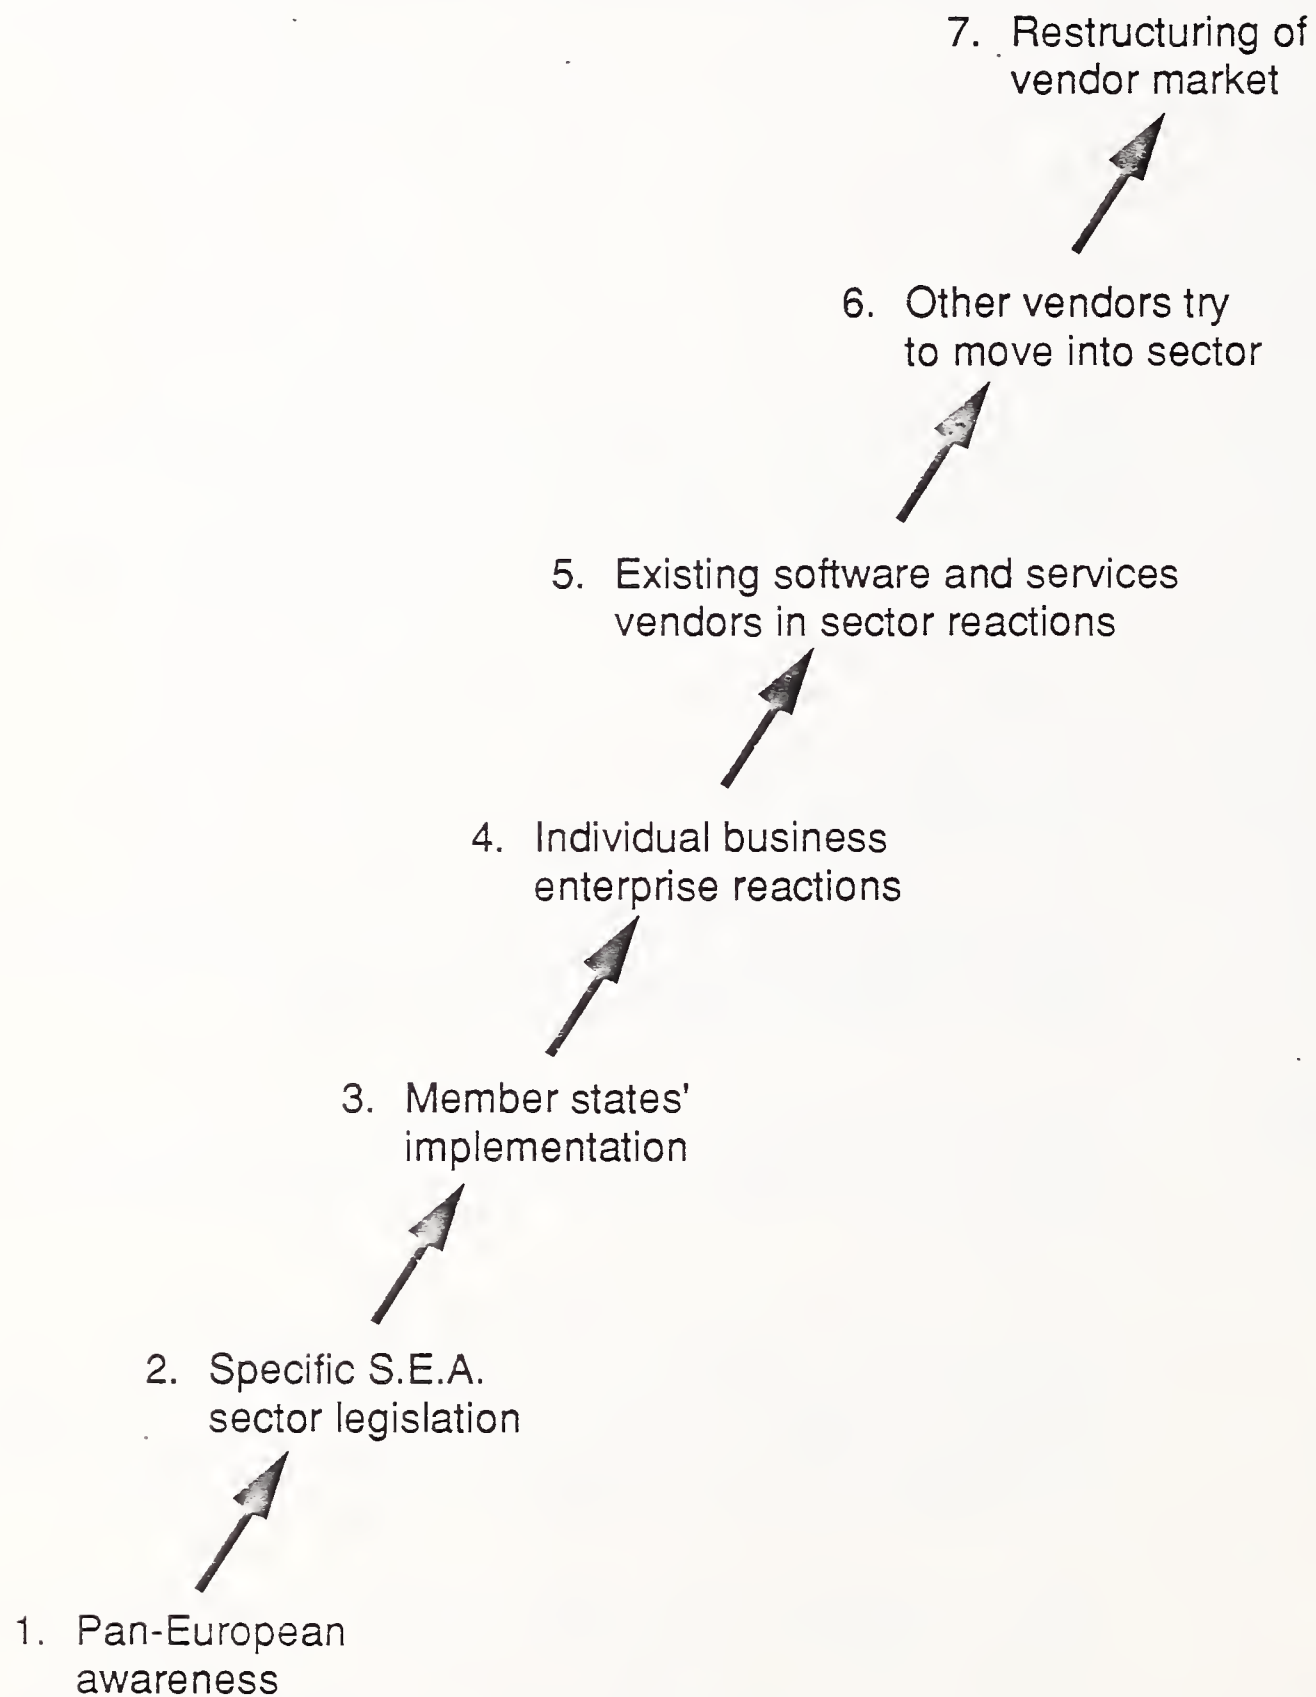 7. Restructuring of
vendor market
6. Other vendors try
to move into sector
5. Existing software and services
vendors in sector reactions
4. Individual business
enterprise reactions
3. Member states'
implementation
2. Specific S.E.A.
sector legislation
1. Pan-European
awareness